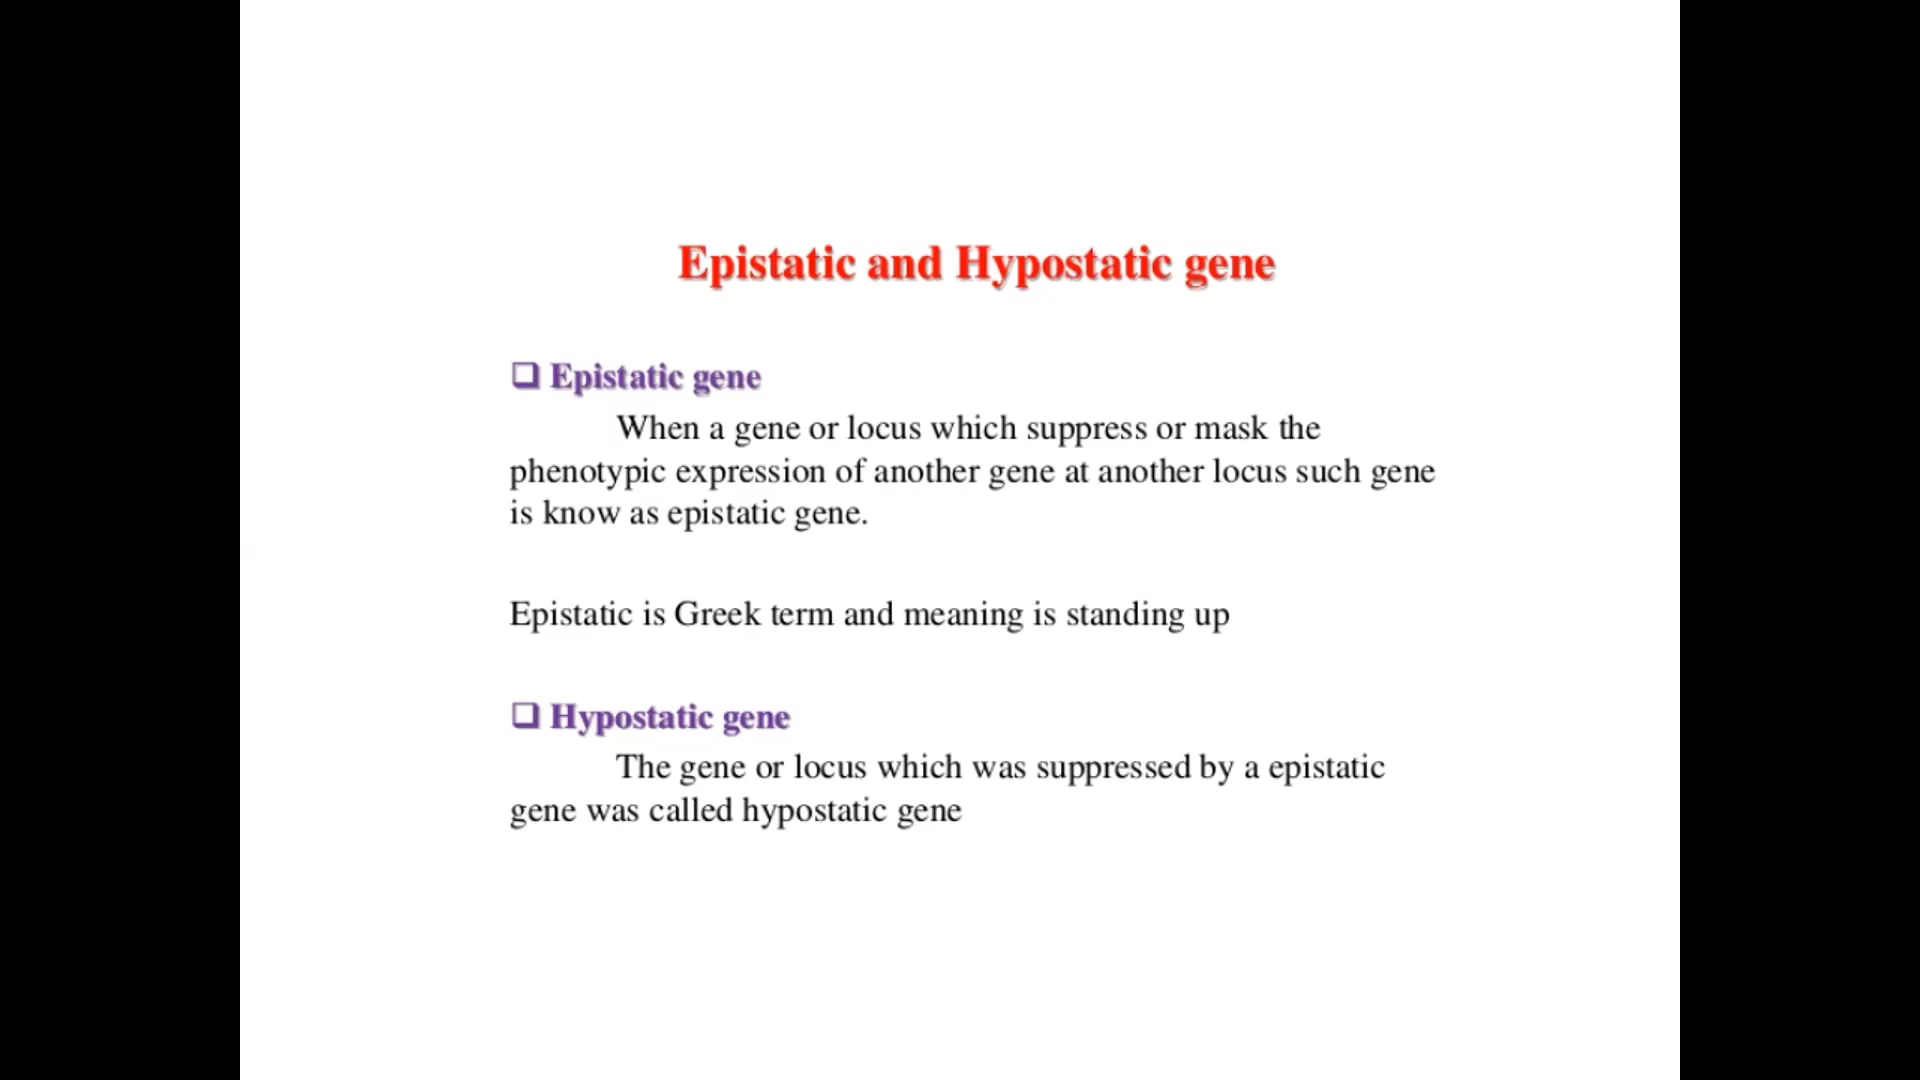 Epistatic and Hypostatic gene
❑ Epistatic gene
When a gene or locus which suppress or mask the
phenotypic expression of another gene at another locus such gene
is know as epistatic gene.
Epistatic is Greek term and meaning is standing up
❑ Hypostatic gene
The gene or locus which was suppressed by a epistatic
gene was called hypostatic gene